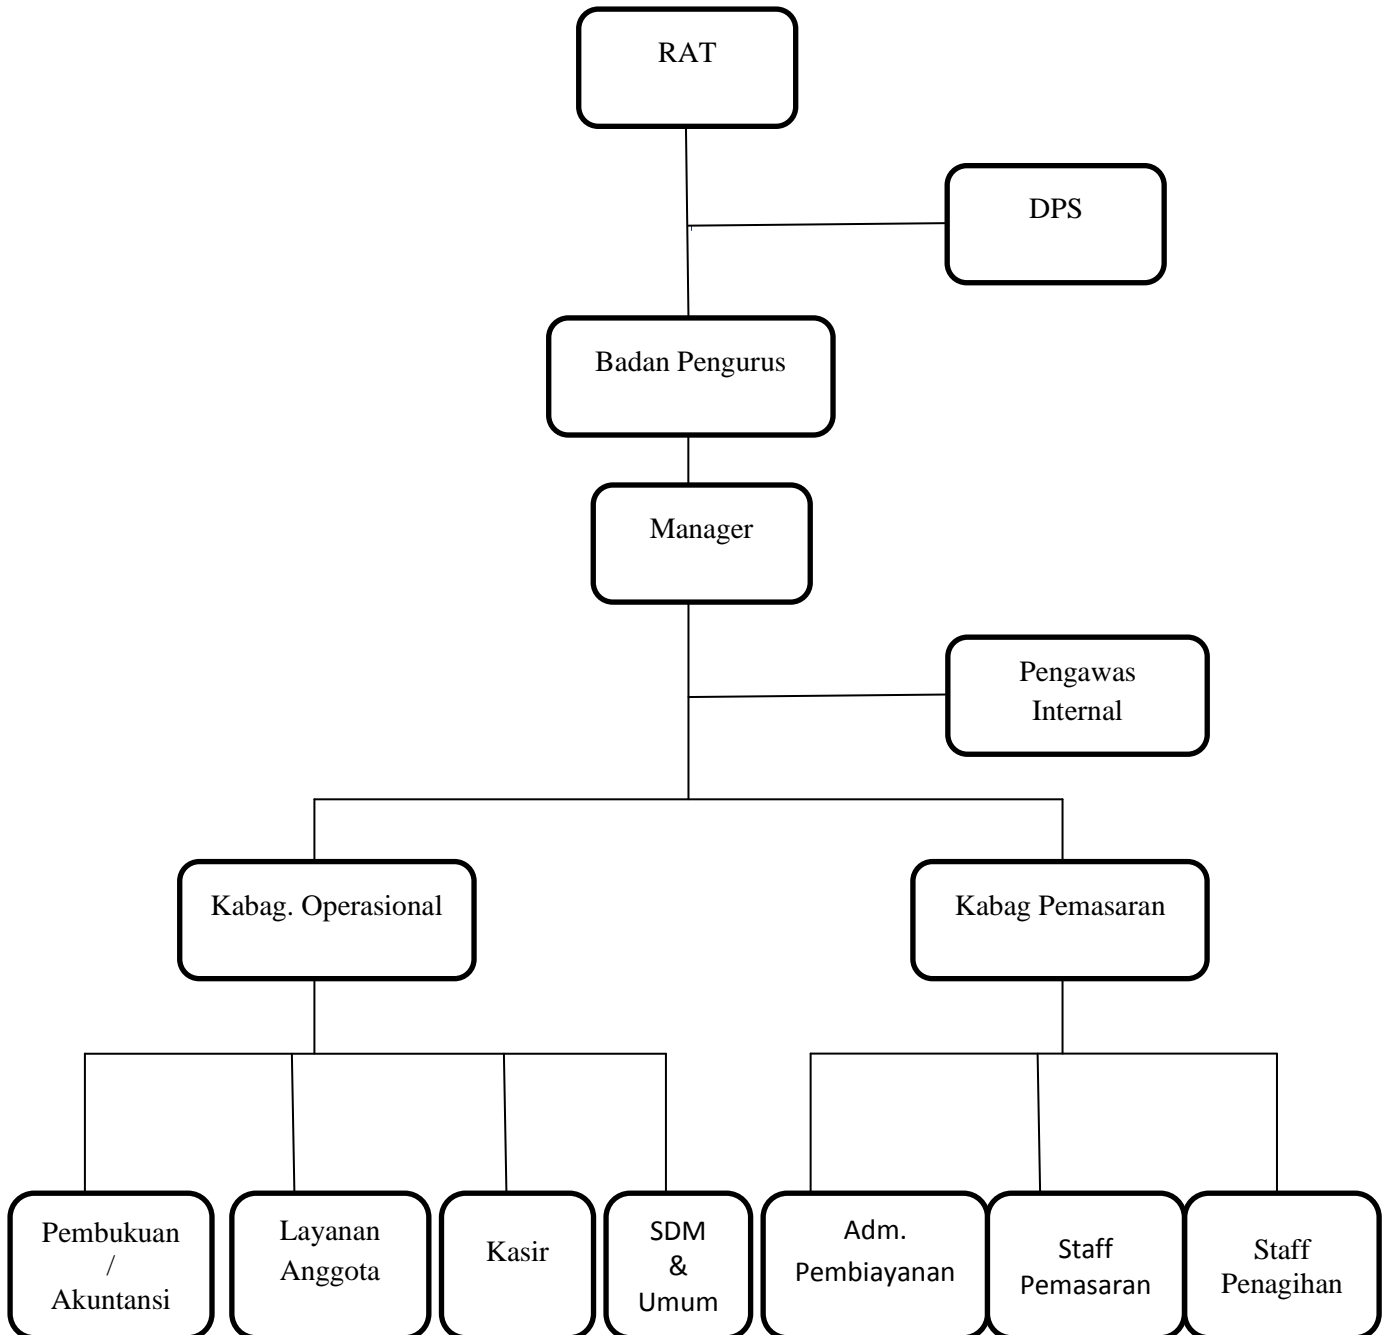 RAT
DPS
Badan Pengurus
Manager
Pengawas
Internal
Kabag. Operasional
Kabag Pemasaran
Pembukuan
/
Akuntansi
Layanan
Anggota
Kasir
SDM
&
Umum
Adm.
Pembiayanan
Staff
Pemasaran
Staff
Penagihan